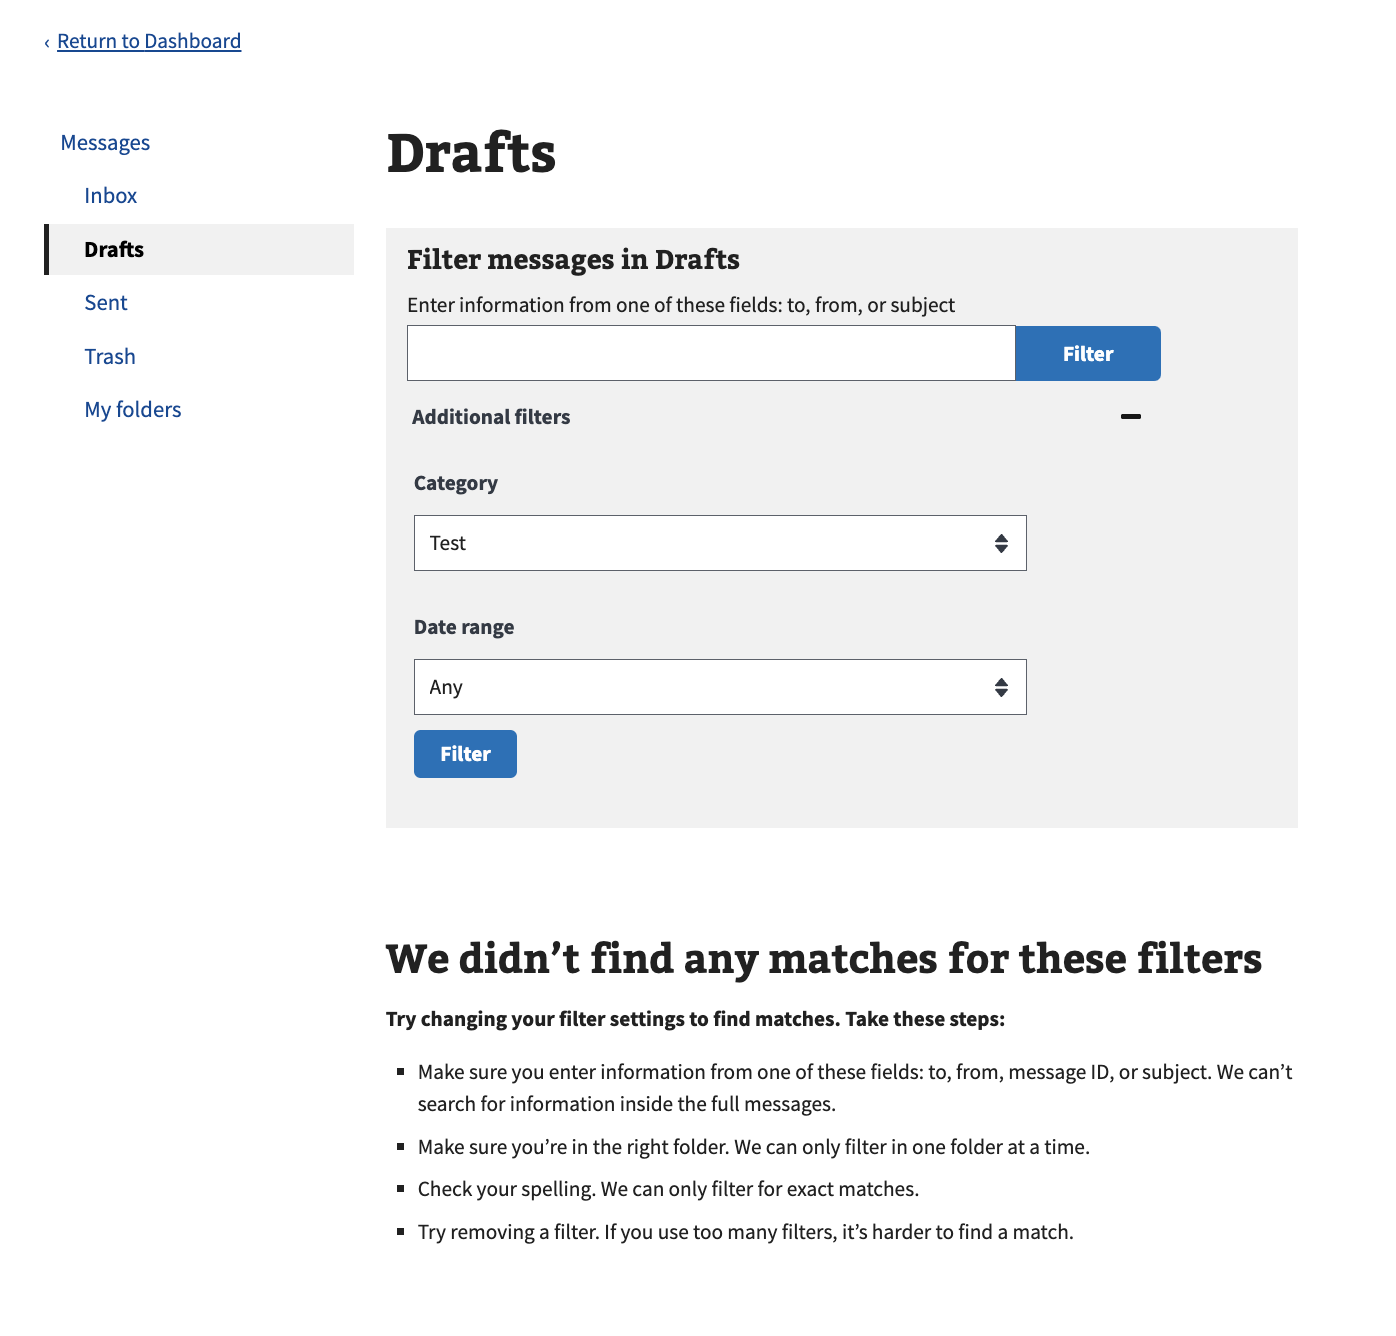 ‹ Return to Dashboard
Messages
Inbox
Drafts
Sent
Trash
My folders
Drafts
Filter messages in Drafts
Enter information from one of these fields: to, from, or subject
Filter
Additional filters
Category
Test
Date range
Any
Filter
We didn’t find any matches for these filters
Try changing your filter settings to find matches. Take these steps:
▪ Make sure you enter information from one of these fields: to, from, message ID, or subject. We can’t
search for information inside the full messages.
▪ Make sure you’re in the right folder. We can only filter in one folder at a time.
▪ Check your spelling. We can only filter for exact matches.
▪ Try removing a filter. If you use too many filters, it’s harder to find a match.